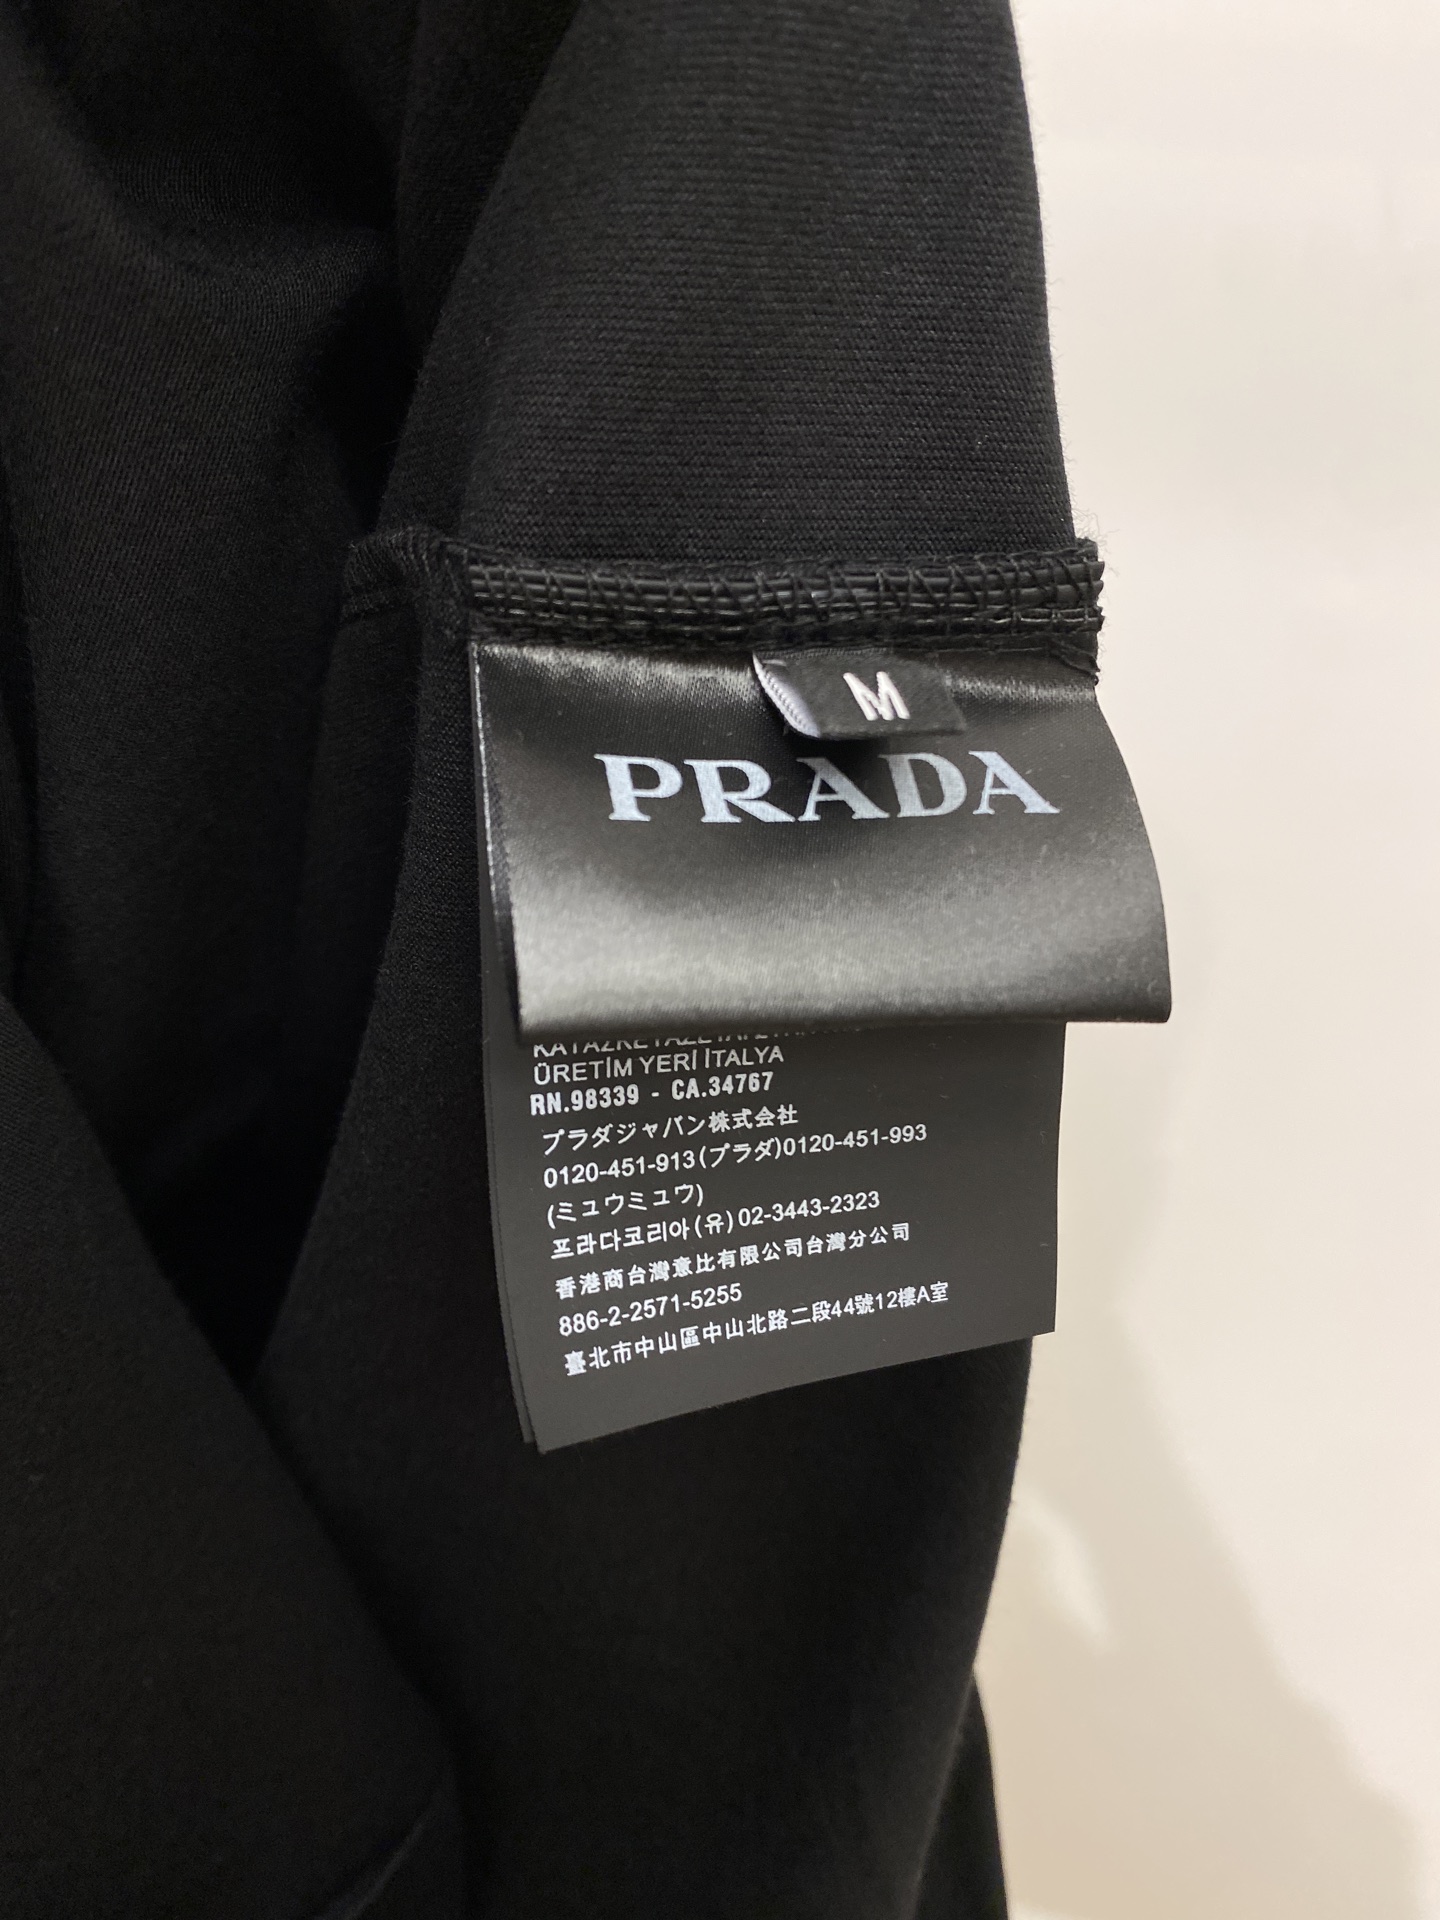 M
PRADA
ÜRETİM YERİ İTALYA
RN.98339 - CA.34767
プラダジャパン株式会社
0120-451-913(プラダ)0120-451-993
(ミュウミュウ)
프라다코리아(유)02-3443-2323
香港商台灣意比有限公司台灣分公司
886-2-2571-5255
臺北市中山區中山北路二段44號12樓A室